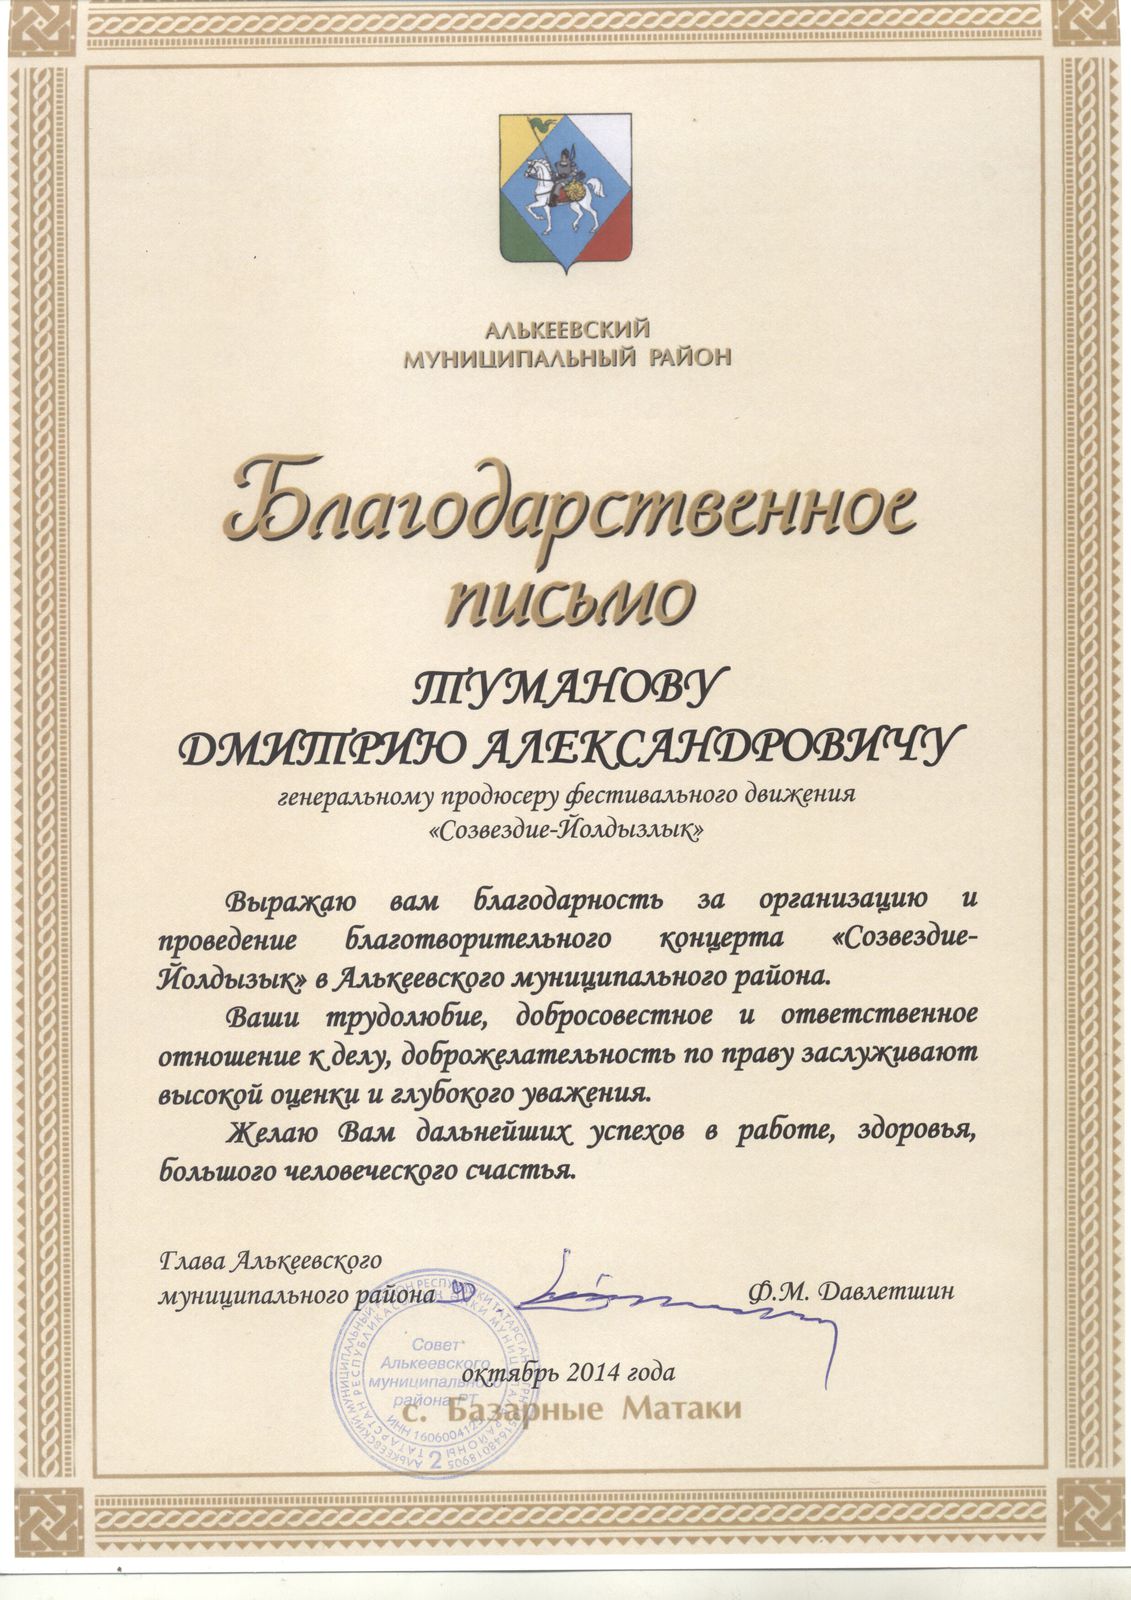 АЛЬКЕЕВСКИЙ
МУНИЦИПАЛЬНЫЙ РАЙОН
Благодарственное
письмо
ТУМАНОВУ
ДМИТРИЮ АЛЕКСАНДРОВИЧУ
генеральному продюсеру фестивального движения
«Созвездие-Йолдызлык»
Выражаю вам благодарность за организацию и
проведение благотворительного концерта «Созвездие-
Йолдызык» в Алькеевского муниципального района.
Ваши трудолюбие, добросовестное и ответственное
отношение к делу, доброжелательность по праву заслуживают
высокой оценки и глубокого уважения.
Желаю Вам дальнейших успехов в работе, здоровья,
большого человеческого счастья.
Глава Алькеевского
муниципального района
Ф.М. Давлетшин
Совет
Алькеевского
муниципального
района РТ
2
октябрь 2014 года
с. Базарные Матаки